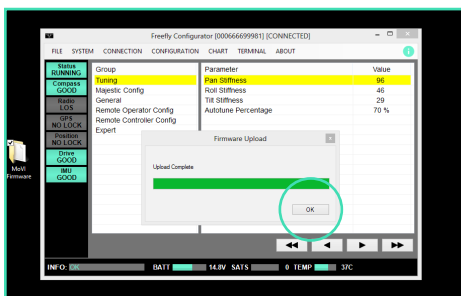 Freefly Configurator [000666699981] [CONNECTED]
FILE SYSTEM CONNECTION CONFIGURATION CHART TERMINAL ABOUT
Status
RUNNING
Compass
GOOD
Radio
LOS
GPS
NO LOCK
Position
NO LOCK
Drive
GOOD
IMU
GOOD
Group
Tuning
Majestic Config
General
Remote Operator Config
Remote Controller Config
Expert
Parameter Value
Pan Stiffness 96
Roll Stiffness 46
Tilt Stiffness 29
Autotune Percentage 70 %
MoVI
Firmware
Firmware Upload
Upload Complete
OK
INFO: OK BATT 14.8V SATS 0 TEMP 37C